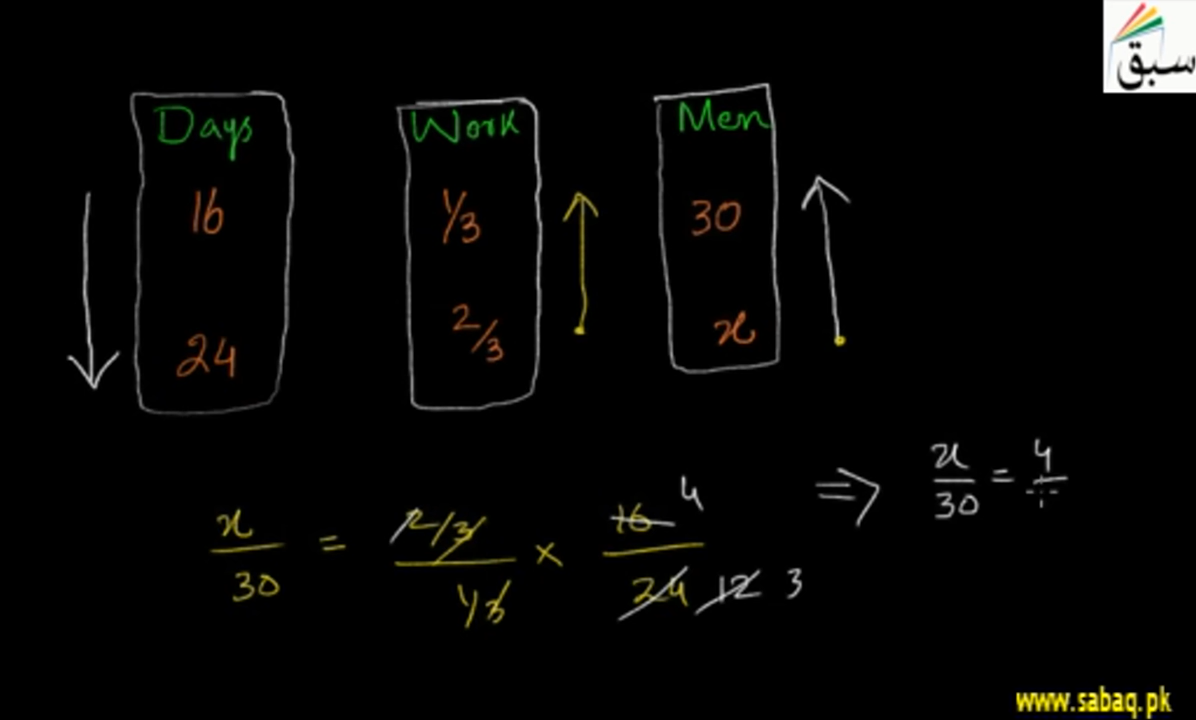 سبق
Days Work Men
16 1/3 30
24 2/3 x
x/30 = (2/3)/(1/3) × 16/24 4 12 3 ⇒ x/30 = 4/
www.sabaq.pk